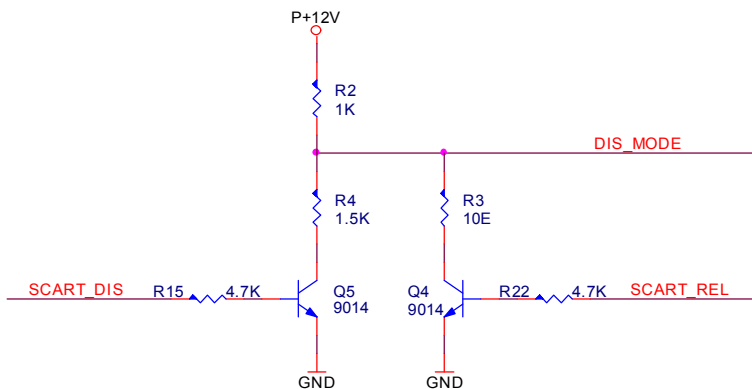 P+12V
R2
1K
DIS_MODE
R4
1.5K
R3
10E
SCART_DIS
R15
4.7K
Q5
9014
Q4
9014
R22
4.7K
SCART_REL
GND
GND